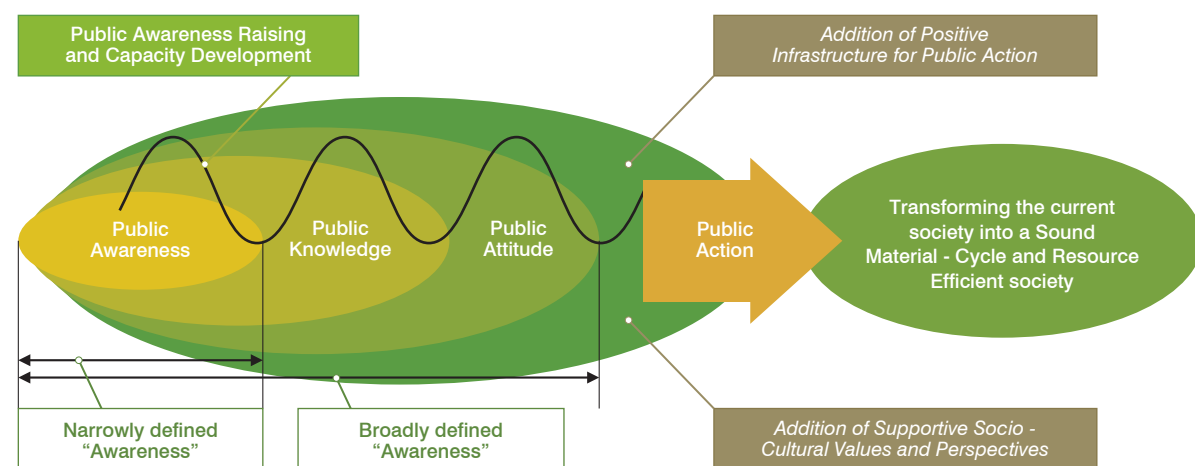 Public Awareness Raising
and Capacity Development
Addition of Positive
Infrastructure for Public Action
Public
Awareness
Public
Knowledge
Public
Attitude
Public
Action
Transforming the current
society into a Sound
Material - Cycle and Resource
Efficient society
Narrowly defined
“Awareness”
Broadly defined
“Awareness”
Addition of Supportive Socio -
Cultural Values and Perspectives